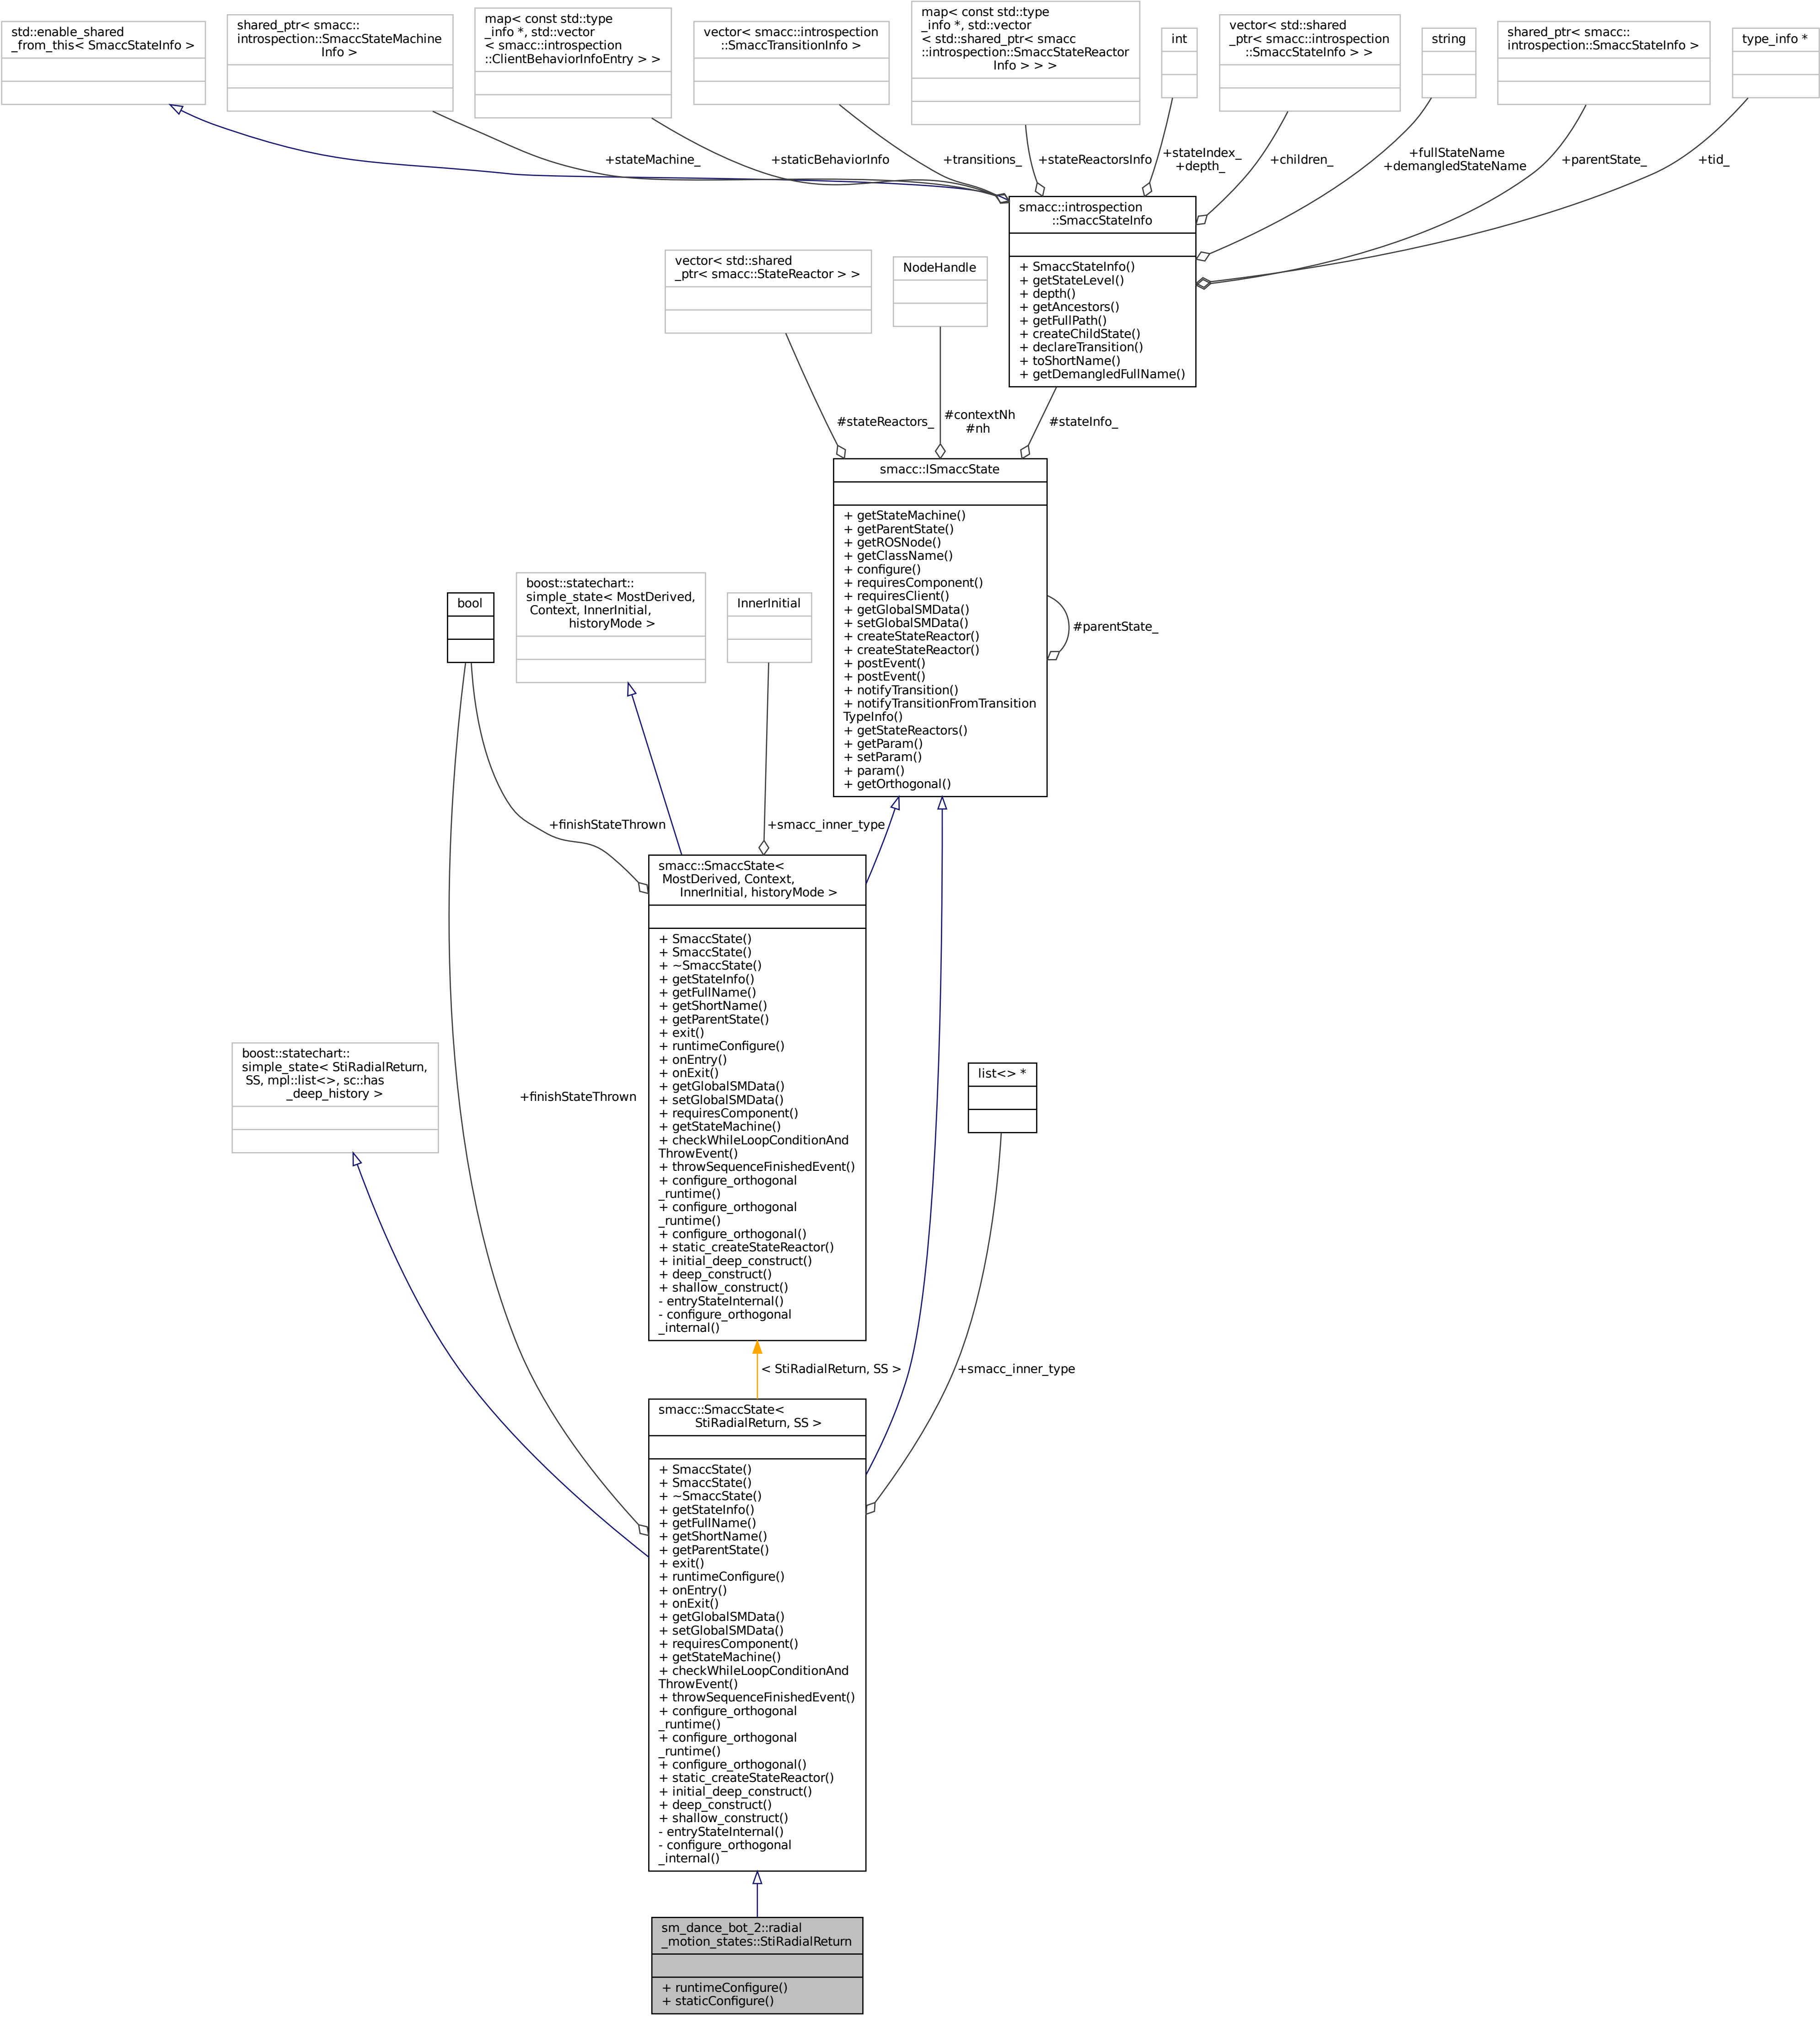 std::enable_shared
_from_this< SmaccStateInfo >
shared_ptr< smacc::
introspection::SmaccStateMachine
Info >
map< const std::type
_info *, std::vector
< smacc::introspection
::ClientBehaviorInfoEntry > >
vector< smacc::introspection
::SmaccTransitionInfo >
map< const std::type
_info *, std::vector
< std::shared_ptr< smacc
::introspection::SmaccStateReactor
Info > > >
int
vector< std::shared
_ptr< smacc::introspection
::SmaccStateInfo > >
string
shared_ptr< smacc::
introspection::SmaccStateInfo >
type_info *
+stateMachine_
+staticBehaviorInfo
+transitions_
+stateReactorsInfo
+stateIndex_
+depth_
+children_
+fullStateName
+demangledStateName
+parentState_
+tid_
smacc::introspection
::SmaccStateInfo
+ SmaccStateInfo()
+ getStateLevel()
+ depth()
+ getAncestors()
+ getFullPath()
+ createChildState()
+ declareTransition()
+ toShortName()
+ getDemangledFullName()
vector< std::shared
_ptr< smacc::StateReactor > >
NodeHandle
#stateReactors_
#contextNh
#nh
#stateInfo_
smacc::ISmaccState
+ getStateMachine()
+ getParentState()
+ getROSNode()
+ getClassName()
+ configure()
+ requiresComponent()
+ requiresClient()
+ getGlobalSMData()
+ setGlobalSMData()
+ createStateReactor()
+ createStateReactor()
+ postEvent()
+ postEvent()
+ notifyTransition()
+ notifyTransitionFromTransition
TypeInfo()
+ getStateReactors()
+ getParam()
+ setParam()
+ param()
+ getOrthogonal()
#parentState_
bool
boost::statechart::
simple_state< MostDerived,
Context, InnerInitial,
historyMode >
InnerInitial
+finishStateThrown
+smacc_inner_type
smacc::SmaccState<
MostDerived, Context,
InnerInitial, historyMode >
+ SmaccState()
+ SmaccState()
+ ~SmaccState()
+ getStateInfo()
+ getFullName()
+ getShortName()
+ getParentState()
+ exit()
+ runtimeConfigure()
+ onEntry()
+ onExit()
+ getGlobalSMData()
+ setGlobalSMData()
+ requiresComponent()
+ getStateMachine()
+ checkWhileLoopConditionAnd
ThrowEvent()
+ throwSequenceFinishedEvent()
+ configure_orthogonal
_runtime()
+ configure_orthogonal
_runtime()
+ configure_orthogonal()
+ static_createStateReactor()
+ initial_deep_construct()
+ deep_construct()
+ shallow_construct()
- entryStateInternal()
- configure_orthogonal
_internal()
boost::statechart::
simple_state< StiRadialReturn,
SS, mpl::list<>, sc::has
_deep_history >
+finishStateThrown
list<> *
< StiRadialReturn, SS >
+smacc_inner_type
smacc::SmaccState<
StiRadialReturn, SS >
+ SmaccState()
+ SmaccState()
+ ~SmaccState()
+ getStateInfo()
+ getFullName()
+ getShortName()
+ getParentState()
+ exit()
+ runtimeConfigure()
+ onEntry()
+ onExit()
+ getGlobalSMData()
+ setGlobalSMData()
+ requiresComponent()
+ getStateMachine()
+ checkWhileLoopConditionAnd
ThrowEvent()
+ throwSequenceFinishedEvent()
+ configure_orthogonal
_runtime()
+ configure_orthogonal
_runtime()
+ configure_orthogonal()
+ static_createStateReactor()
+ initial_deep_construct()
+ deep_construct()
+ shallow_construct()
- entryStateInternal()
- configure_orthogonal
_internal()
sm_dance_bot_2::radial
_motion_states::StiRadialReturn
+ runtimeConfigure()
+ staticConfigure()